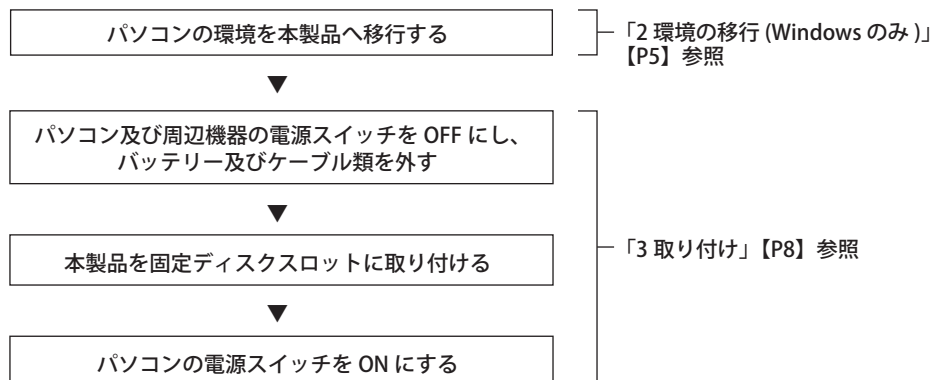 パソコンの環境を本製品へ移行する
「2 環境の移行 (Windows のみ )」
【P5】参照
▼
パソコン及び周辺機器の電源スイッチを OFF にし、
バッテリー及びケーブル類を外す
▼
本製品を固定ディスクスロットに取り付ける
「3 取り付け」【P8】参照
▼
パソコンの電源スイッチを ON にする